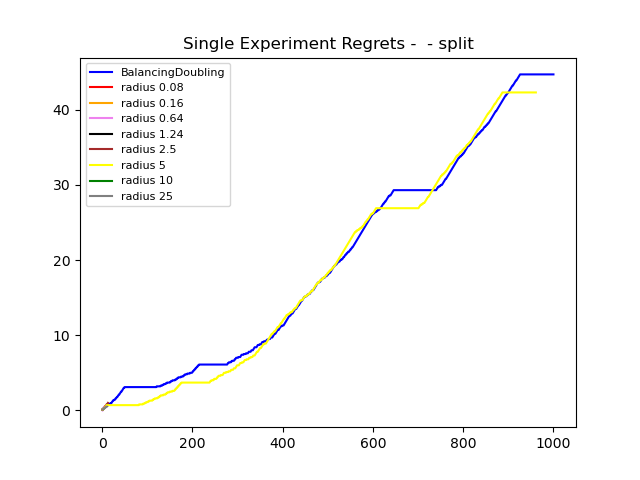 Single Experiment Regrets -  - split
BalancingDoubling
radius 0.08
radius 0.16
radius 0.64
radius 1.24
radius 2.5
radius 5
radius 10
radius 25
40
30
20
10
0
0 200 400 600 800 1000